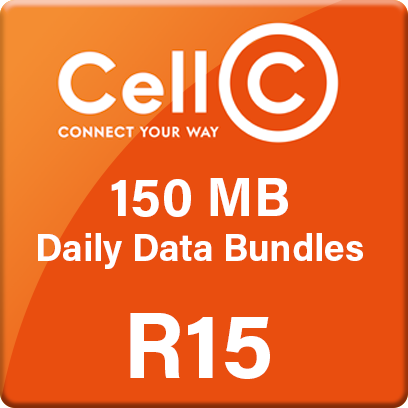 Cell C
CONNECT YOUR WAY
150 MB
Daily Data Bundles
R15